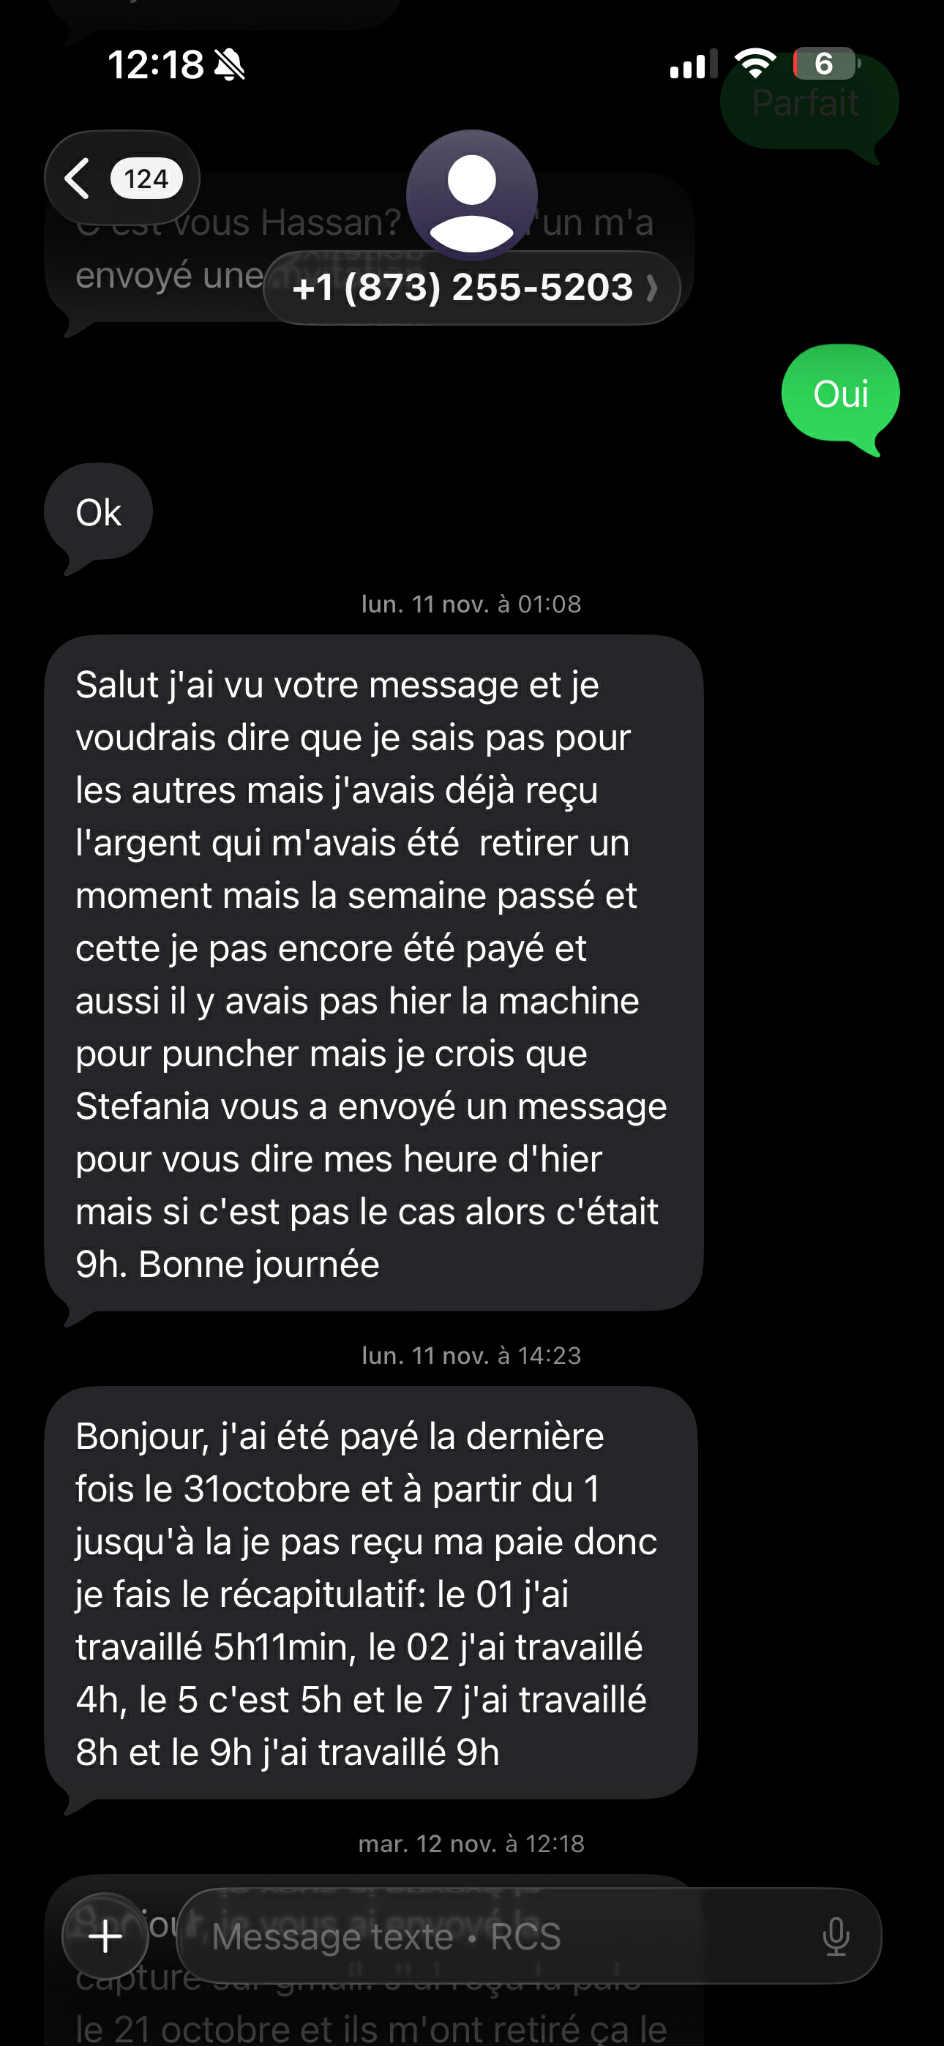 12:18
6
Parfait
124
C'est vous Hassan? 'un m'a
envoyé une
+1 (873) 255-5203
Oui
Ok
lun. 11 nov. à 01:08
Salut j'ai vu votre message et je
voudrais dire que je sais pas pour
les autres mais j'avais déjà reçu
l'argent qui m'avais été  retirer un
moment mais la semaine passé et
cette je pas encore été payé et
aussi il y avais pas hier la machine
pour puncher mais je crois que
Stefania vous a envoyé un message
pour vous dire mes heure d'hier
mais si c'est pas le cas alors c'était
9h. Bonne journée
lun. 11 nov. à 14:23
Bonjour, j'ai été payé la dernière
fois le 31octobre et à partir du 1
jusqu'à la je pas reçu ma paie donc
je fais le récapitulatif: le 01 j'ai
travaillé 5h11min, le 02 j'ai travaillé
4h, le 5 c'est 5h et le 7 j'ai travaillé
8h et le 9h j'ai travaillé 9h
mar. 12 nov. à 12:18
Bonjour, je vous ai envoyé la
Message texte • RCS
capture sur gmail. J'ai reçu la paie
le 21 octobre et ils m'ont retiré ça le